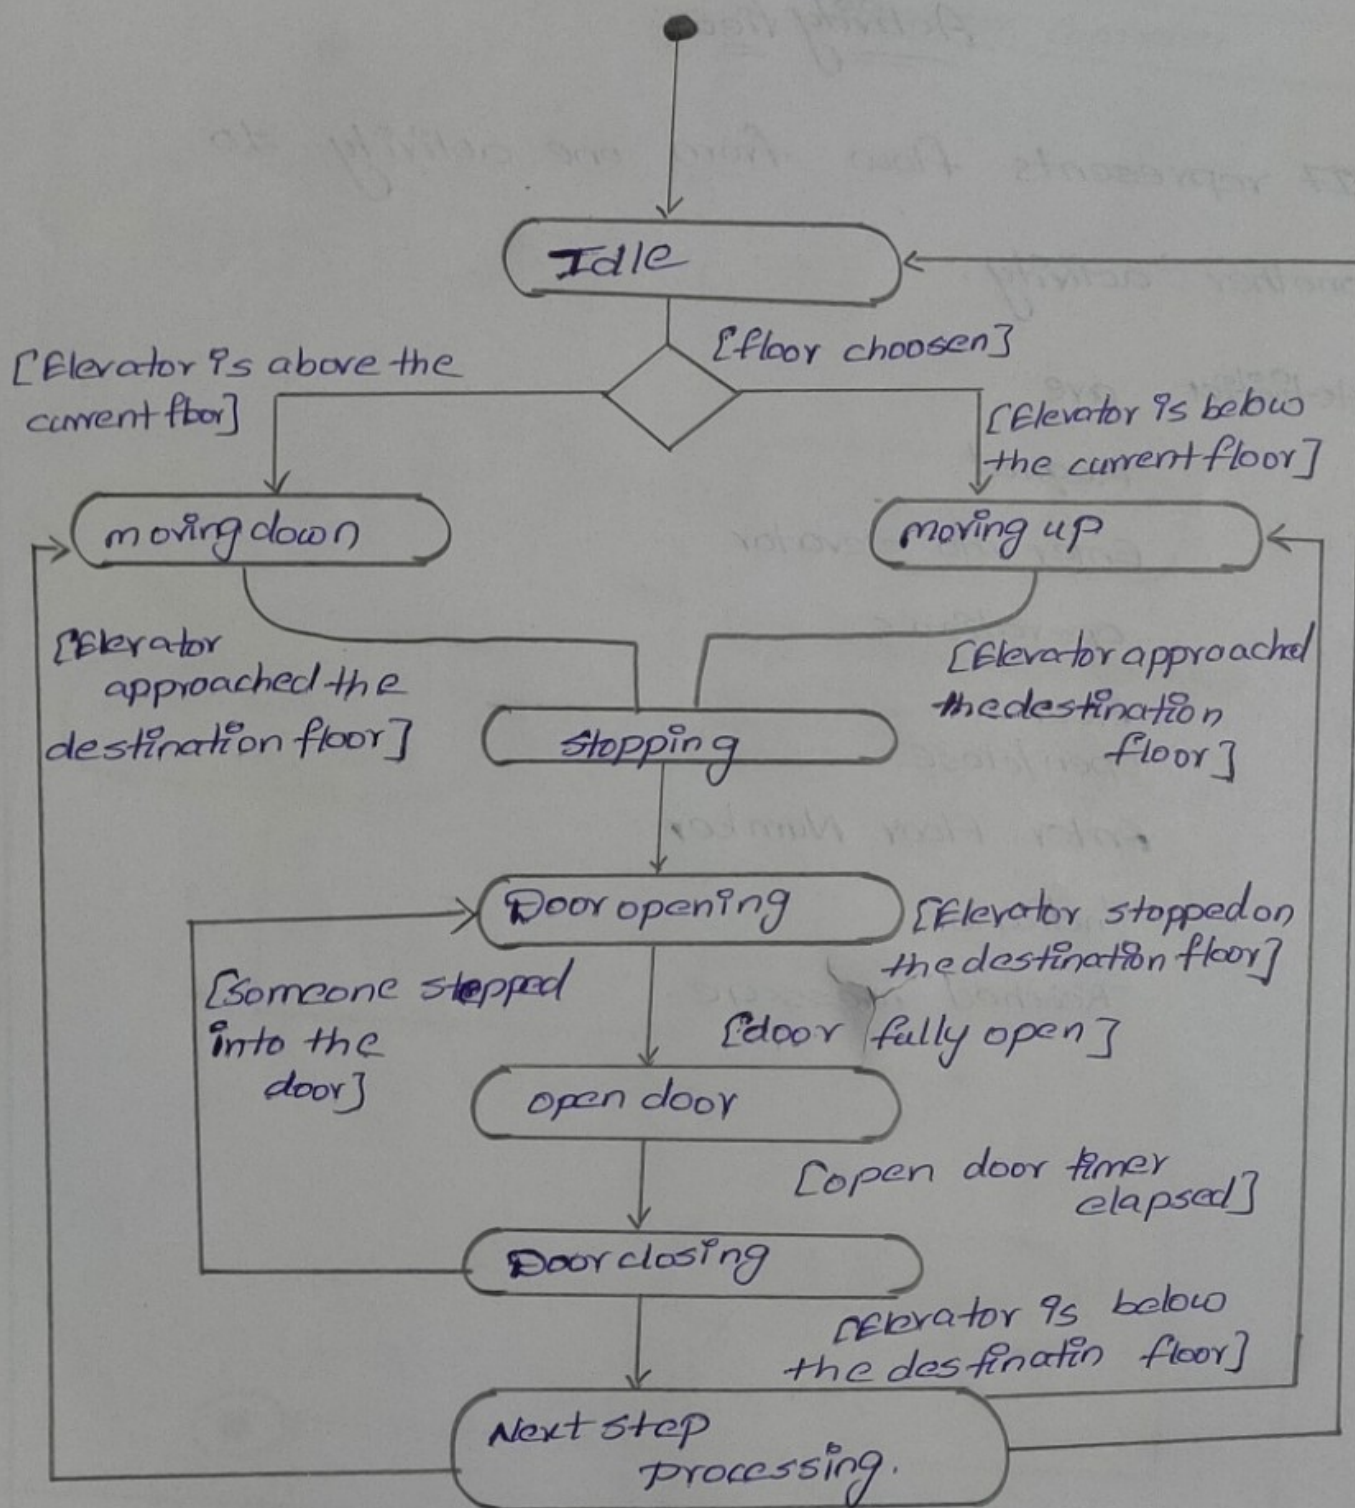 Idle
[floor choosen]
[Elevator is above the
current floor]
[Elevator is below
the current floor]
moving down
moving up
[Elevator
approached the
destination floor]
[Elevator approached
the destination
floor]
stopping
Door opening
[Elevator stopped on
the destination floor]
[someone stepped
into the
door]
[door fully open]
open door
[open door timer
elapsed]
Door closing
[Elevator is below
the destinatin floor]
Next step
processing.